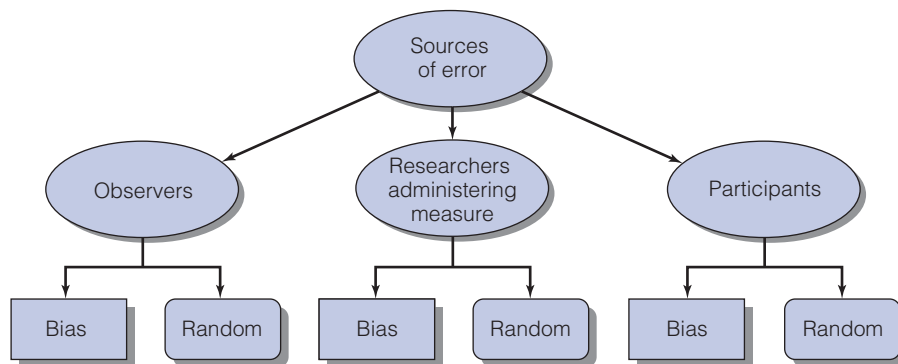 Sources
of error
Observers
Researchers
administering
measure
Participants
Bias
Random
Bias
Random
Bias
Random